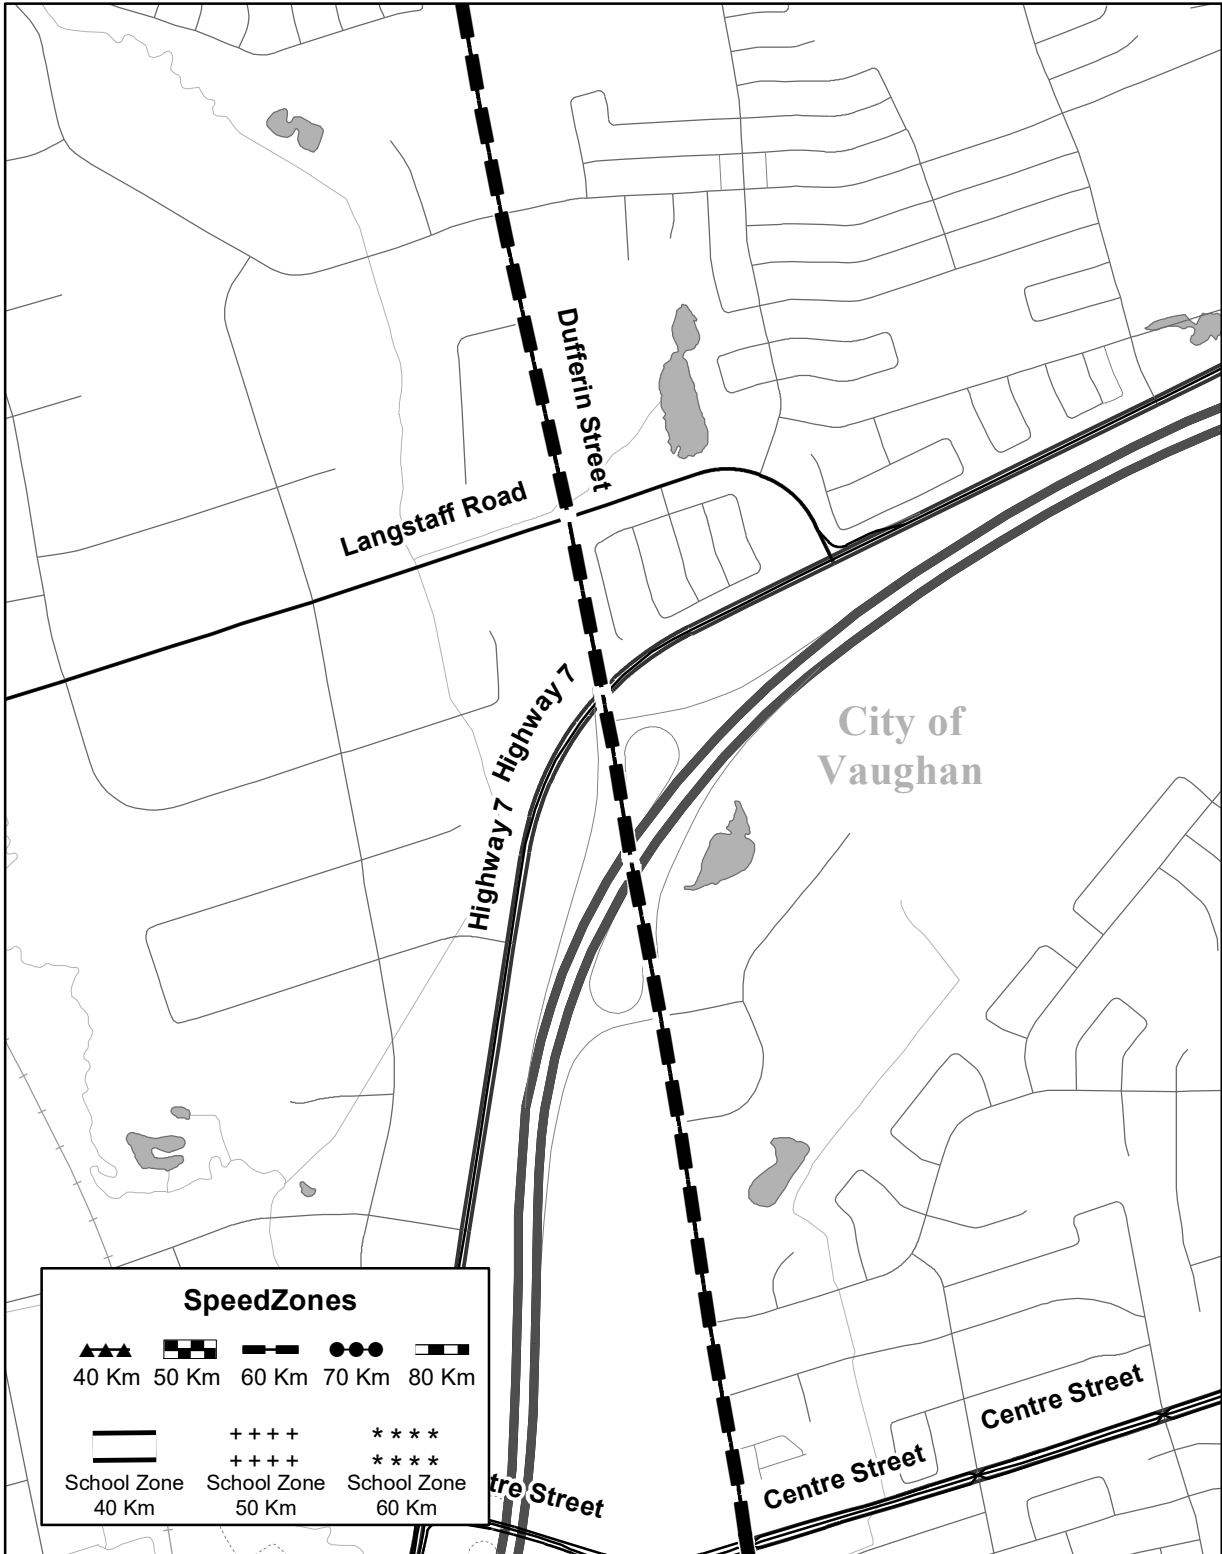 Dufferin Street
Langstaff Road
Highway 7
Highway 7
City of
Vaughan
SpeedZones
40 Km
50 Km
60 Km
70 Km
80 Km
School Zone
40 Km
School Zone
50 Km
School Zone
60 Km
tre Street
Centre Street
Centre Street